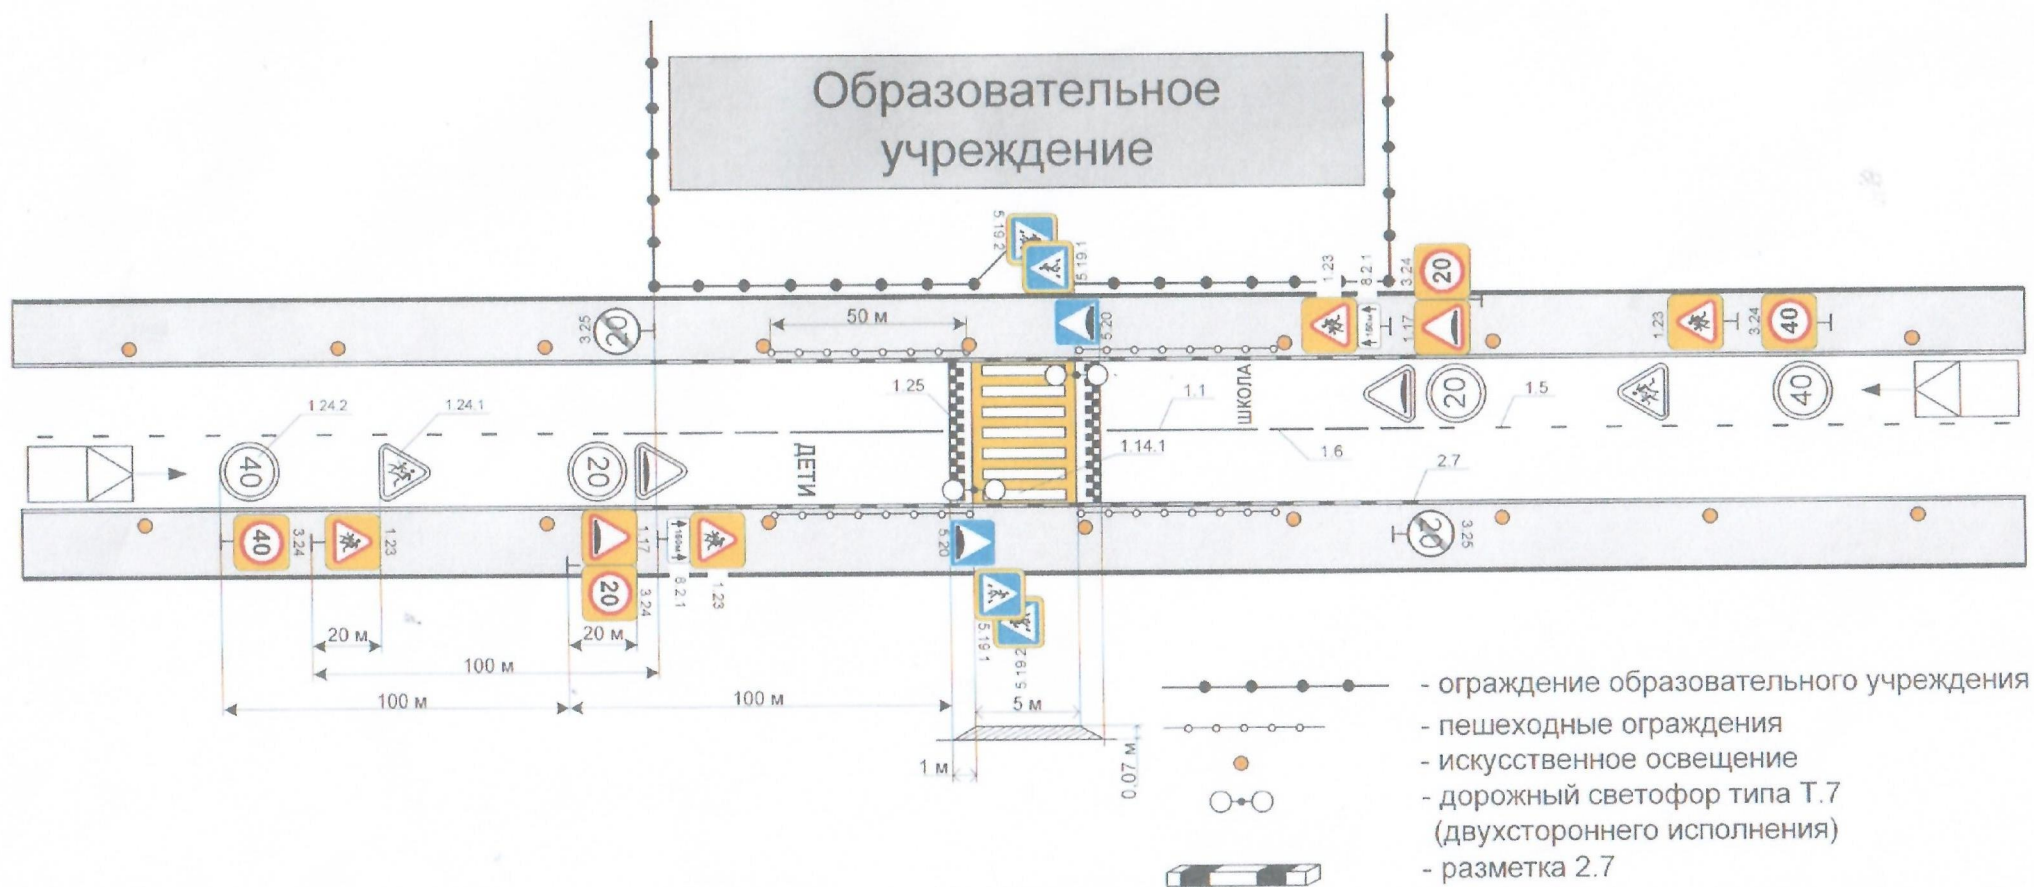 Образовательное
учреждение
5.19.2
5.19.1
1.23
8.2.1
3.24
20
3.25
20
50 м
5.20
160м
1.17
1.23
3.24
40
1.25
1.1
ШКОЛА
20
1.5
40
1.24.2
1.24.1
1.14.1
1.6
2.7
40
20
ДЕТИ
40
3.24
1.23
1.17
160м
5.20
20
3.25
20
3.24
8.2.1
1.23
5.19.1
5.19.2
20 м
20 м
100 м
100 м
100 м
5 м
1 м
0.07 м
- ограждение образовательного учреждения
- пешеходные ограждения
- искусственное освещение
- дорожный светофор типа Т.7
(двухстороннего исполнения)
- разметка 2.7